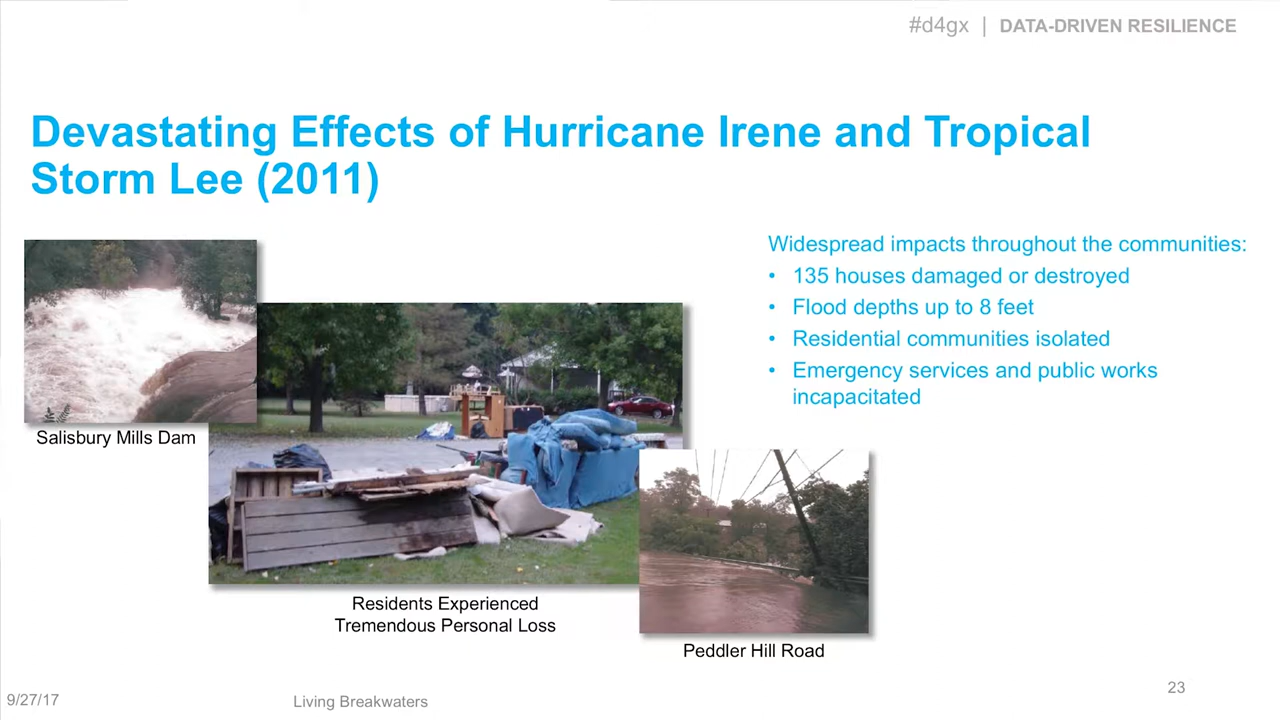 #d4gx | DATA-DRIVEN RESILIENCE
Devastating Effects of Hurricane Irene and Tropical
Storm Lee (2011)
Widespread impacts throughout the communities:
• 135 houses damaged or destroyed
• Flood depths up to 8 feet
• Residential communities isolated
• Emergency services and public works
incapacitated
Salisbury Mills Dam
Residents Experienced
Tremendous Personal Loss
Peddler Hill Road
9/27/17
Living Breakwaters
23